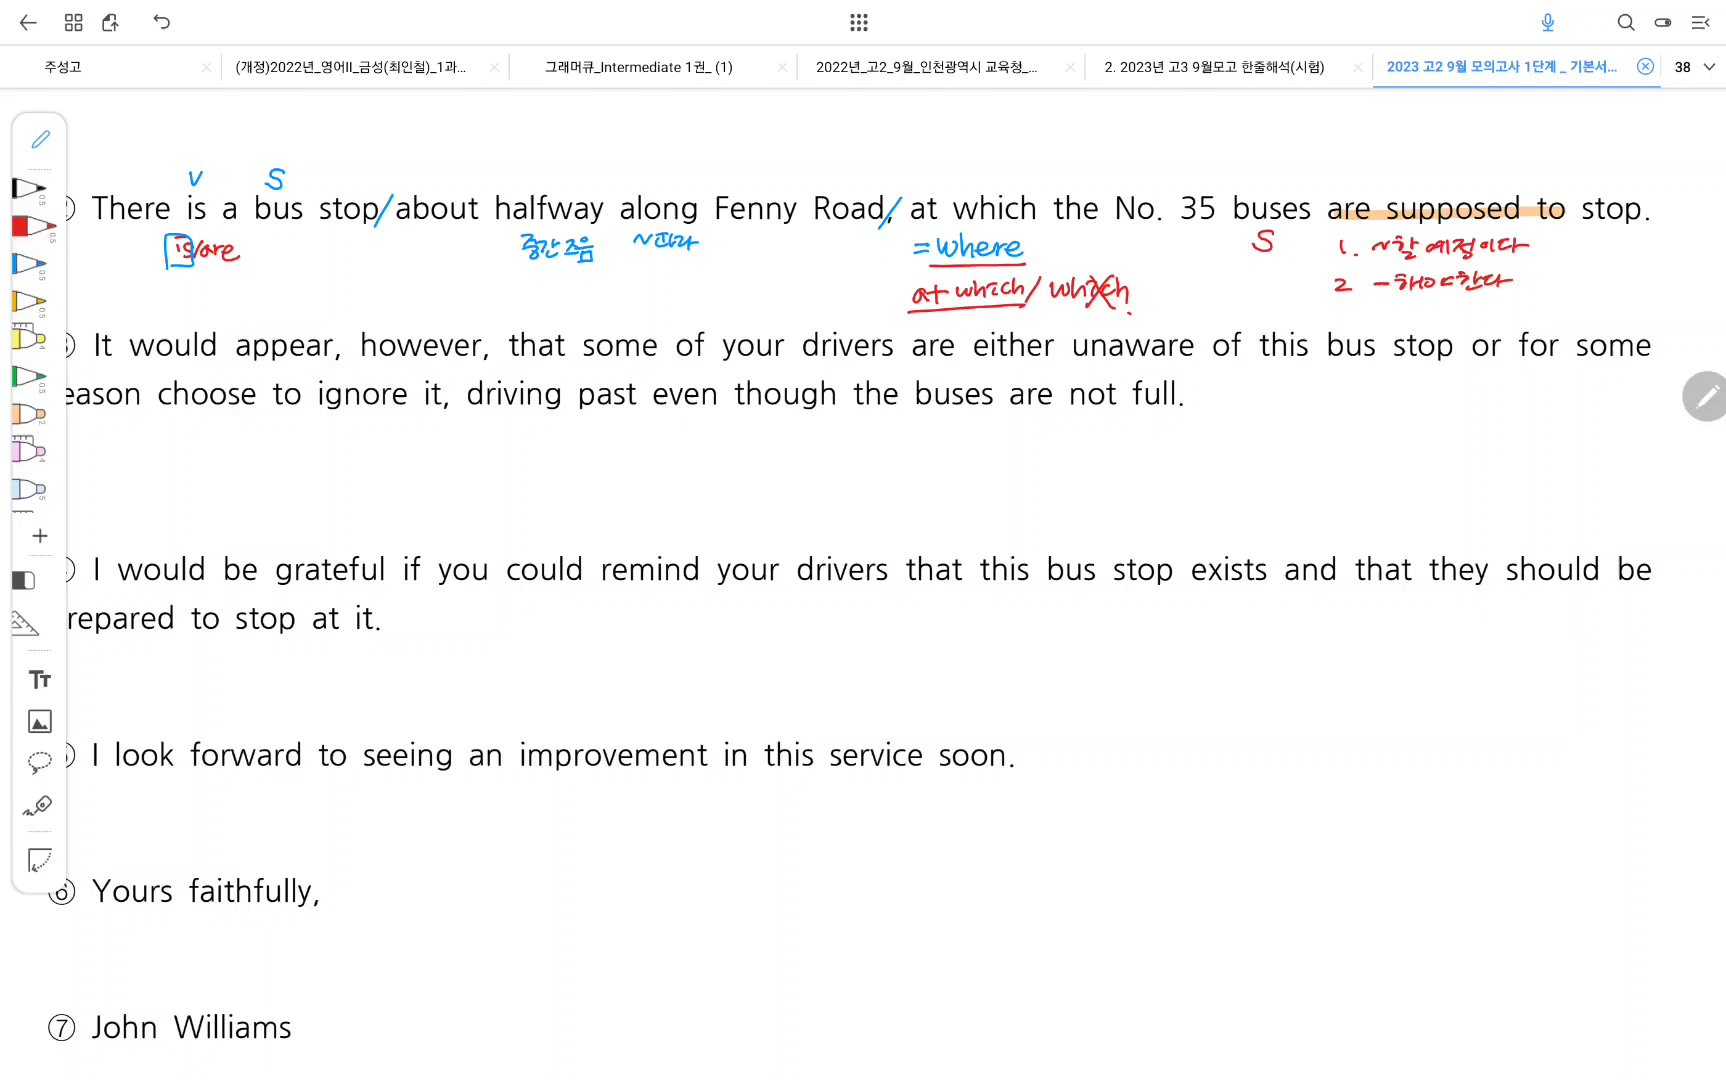 주성고
(개정)2022년_영어II_금성(최인철)_1과...
그래머큐_Intermediate 1권_ (1)
2022년_고2_9월_인천광역시 교육청_...
2. 2023년 고3 9월모고 한줄해석(시험)
2023 고2 9월 모의고사 1단계 _ 기본서...
38
V S
There is a bus stop/about halfway along Fenny Road,/ at which the No. 35 buses are supposed to stop.
is/are 중간즈음 ~따라 =where S 1. ~할 예정이다
at which/ which 2 -해야한다
It would appear, however, that some of your drivers are either unaware of this bus stop or for some
eason choose to ignore it, driving past even though the buses are not full.
I would be grateful if you could remind your drivers that this bus stop exists and that they should be
repared to stop at it.
I look forward to seeing an improvement in this service soon.
⑥ Yours faithfully,
⑦ John Williams
Tт